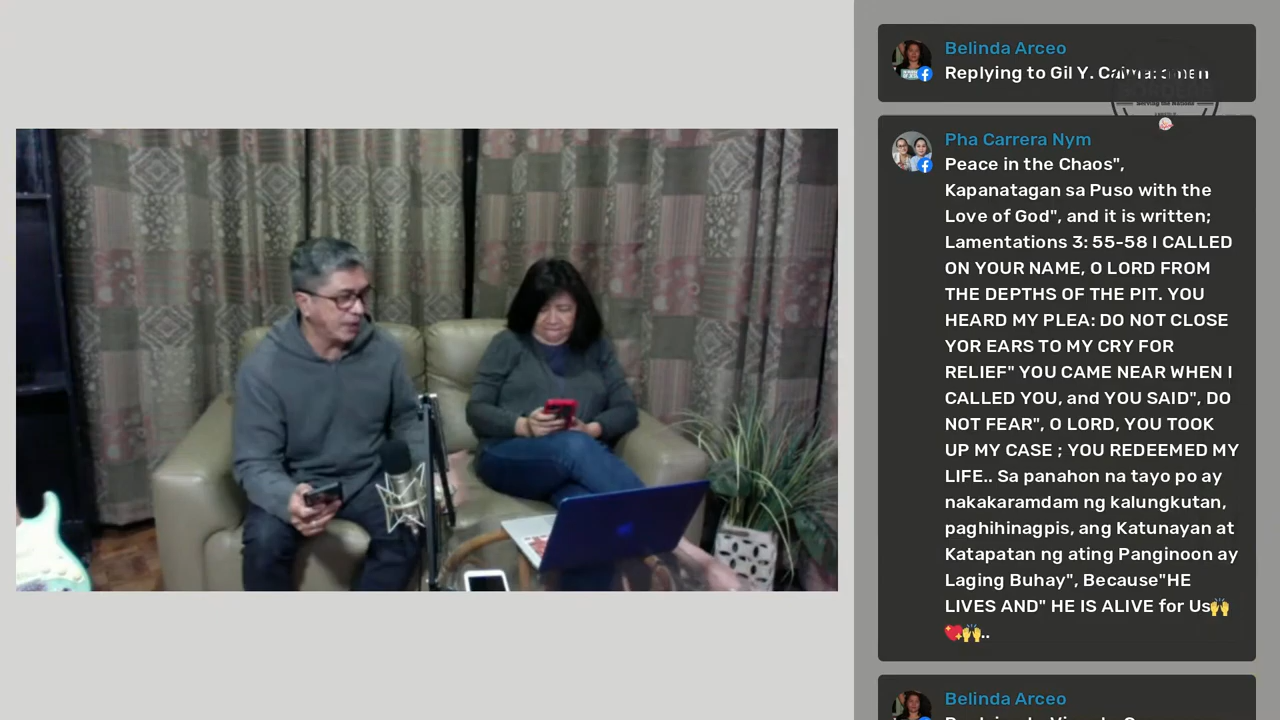 Belinda Arceo
Replying to Gil Y. Cawra: amen
Serving the Nations
Pha Carrera Nym
Peace in the Chaos",
Kapanatagan sa Puso with the
Love of God", and it is written;
Lamentations 3: 55-58 I CALLED
ON YOUR NAME, O LORD FROM
THE DEPTHS OF THE PIT. YOU
HEARD MY PLEA: DO NOT CLOSE
YOR EARS TO MY CRY FOR
RELIEF" YOU CAME NEAR WHEN I
CALLED YOU, and YOU SAID", DO
NOT FEAR", O LORD, YOU TOOK
UP MY CASE ; YOU REDEEMED MY
LIFE.. Sa panahon na tayo po ay
nakakaramdam ng kalungkutan,
paghihinagpis, ang Katunayan at
Katapatan ng ating Panginoon ay
Laging Buhay", Because"HE
LIVES AND" HE IS ALIVE for Us🙌
💖🙌..
Belinda Arceo